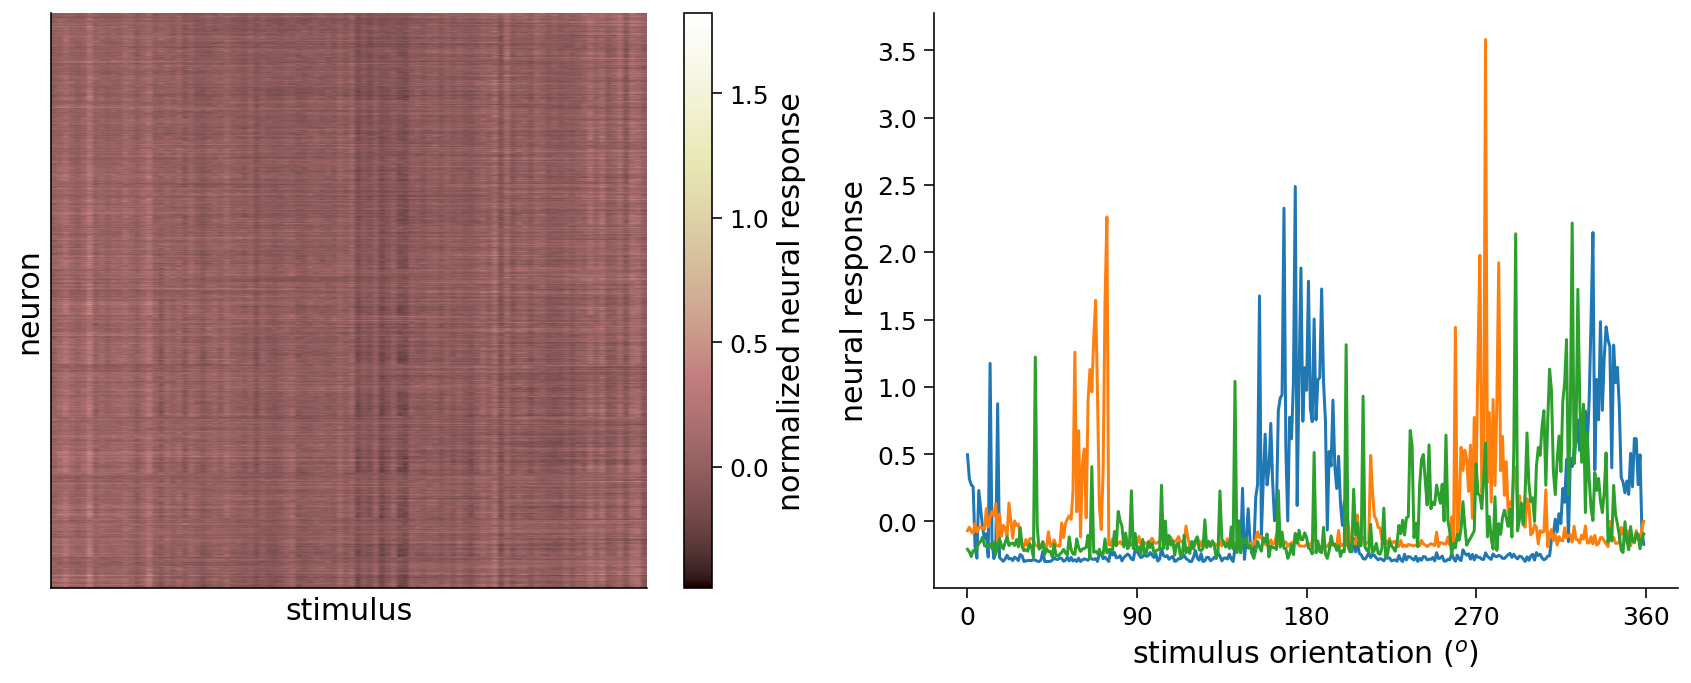 neuron
stimulus
1.5
1.0
0.5
0.0
normalized neural response
neural response
3.5
3.0
2.5
2.0
1.5
1.0
0.5
0.0
0 90 180 270 360
stimulus orientation (o)